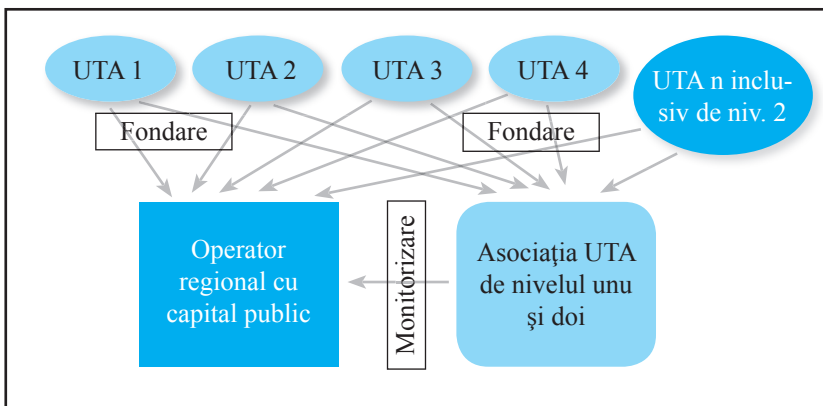 UTA 1
UTA 2
UTA 3
UTA 4
UTA n inclu-
siv de niv. 2
Fondare
Fondare
Operator
regional cu
capital public
Monitorizare
Asociaţia UTA
de nivelul unu
şi doi